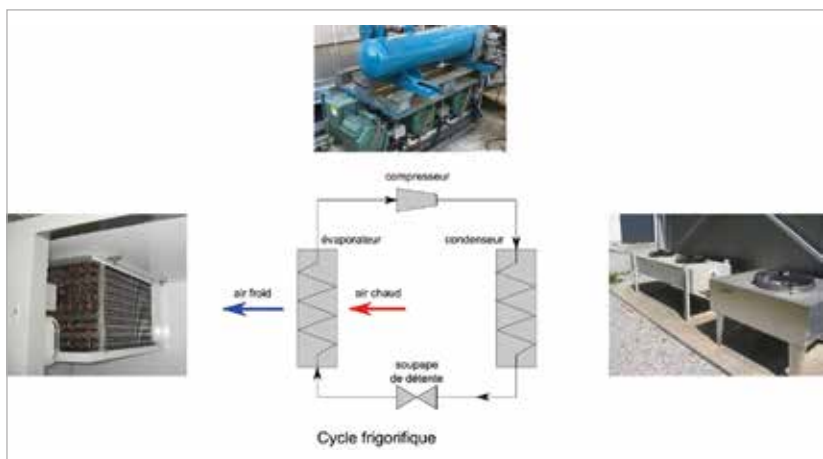 compresseur
évaporateur
condenseur
air froid
air chaud
soupape
de détente
Cycle frigorifique